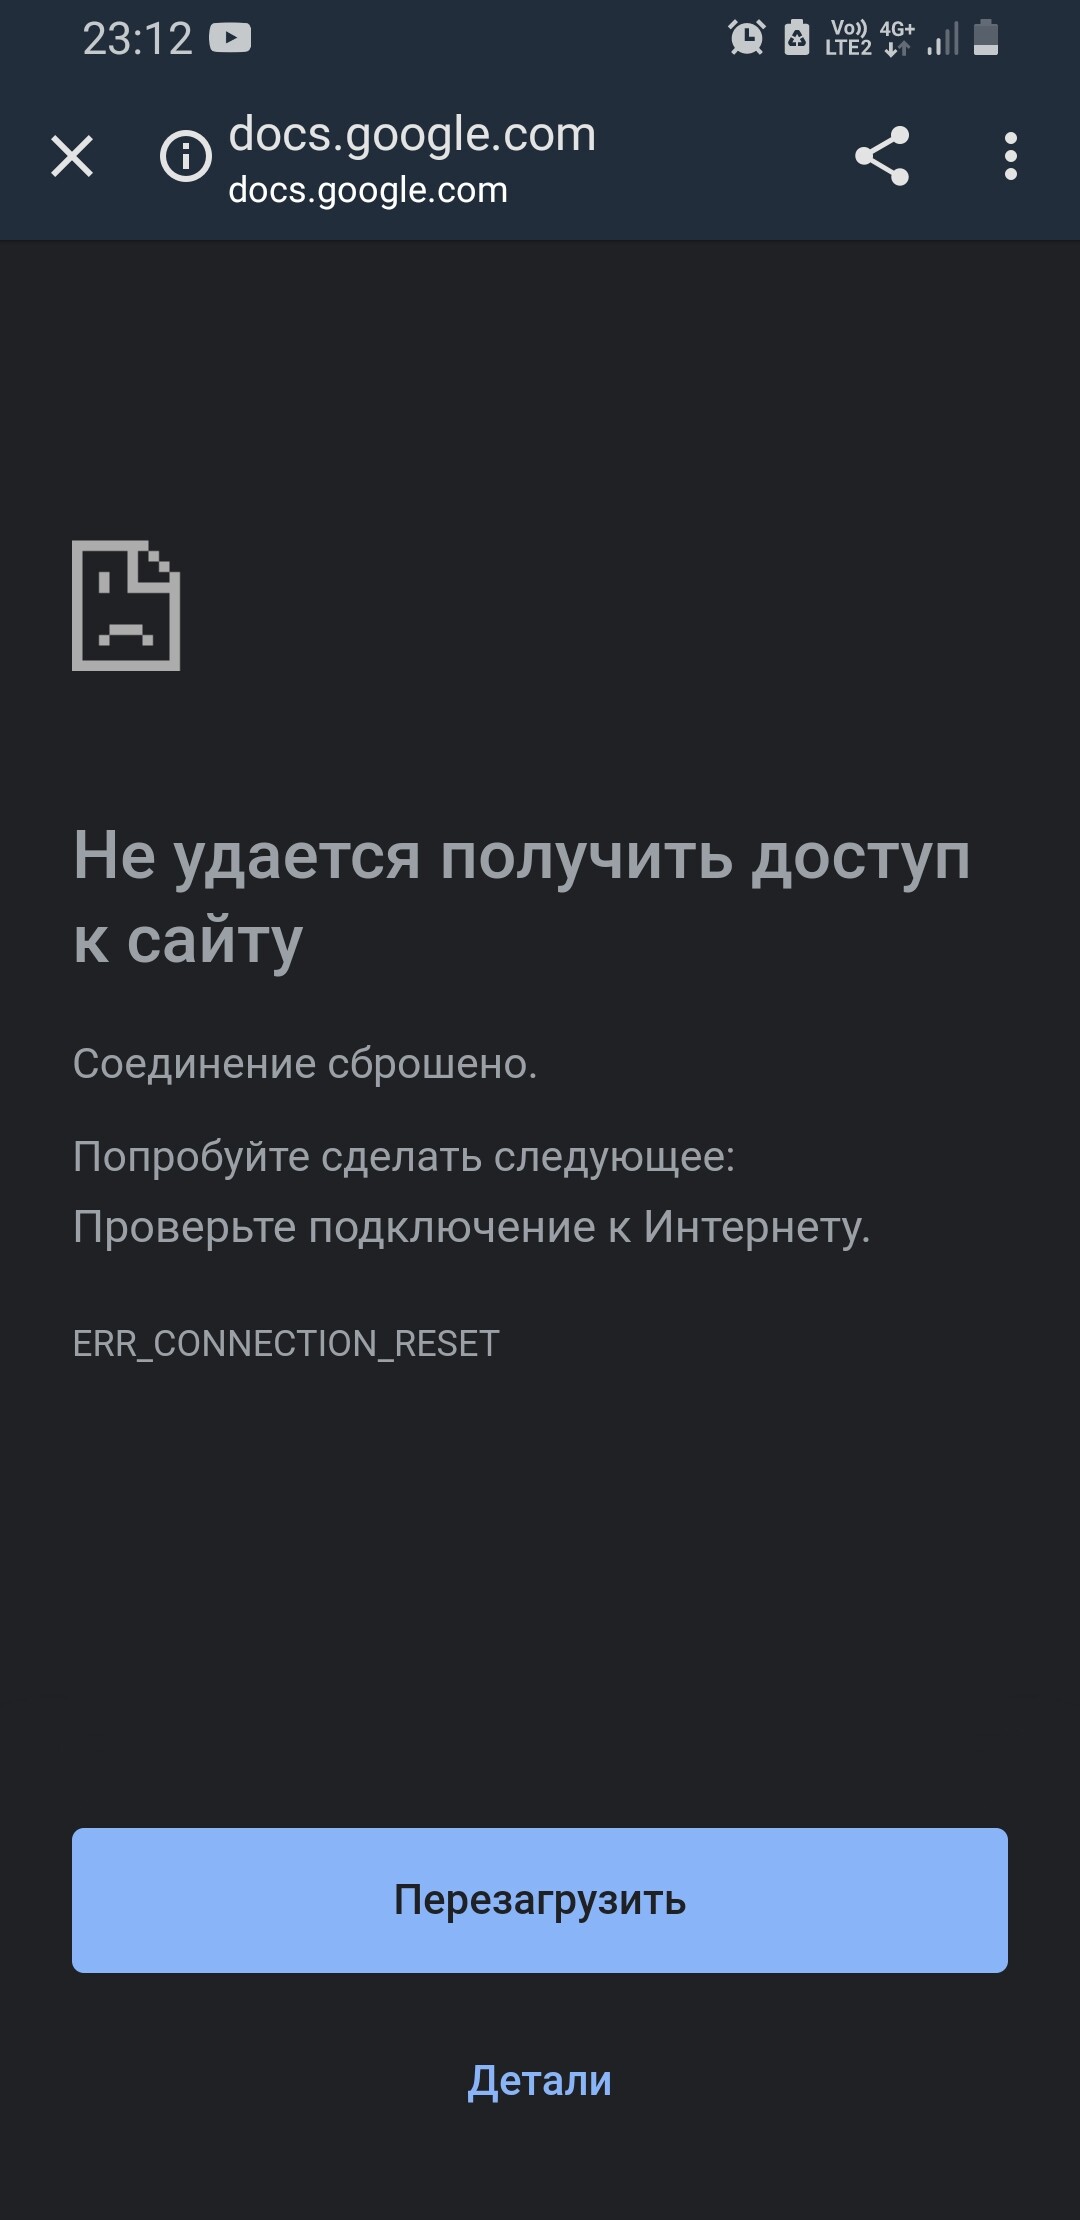 23:12
Vo)) 4G+
LTE2
docs.google.com
docs.google.com
Не удается получить доступ
к сайту
Соединение сброшено.
Попробуйте сделать следующее:
Проверьте подключение к Интернету.
ERR_CONNECTION_RESET
Перезагрузить
Детали